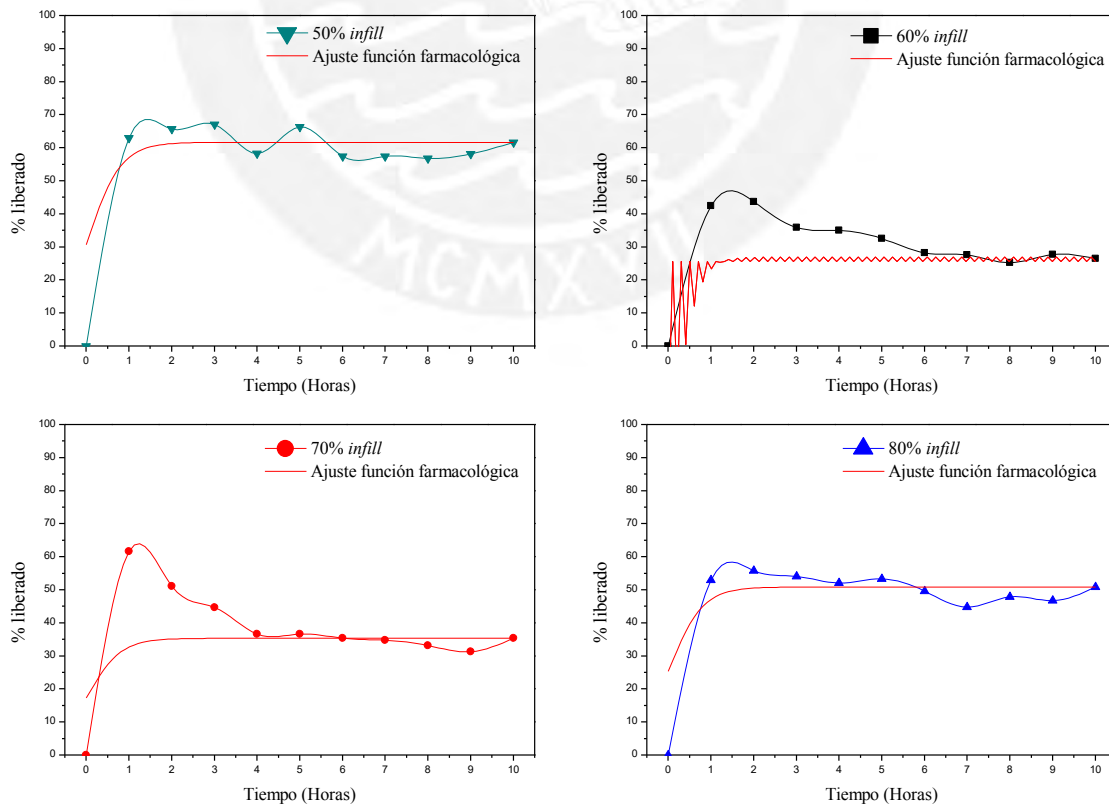 50% infill
Ajuste función farmacológica
100
90
80
70
60
50
40
30
20
10
0
% liberado
0 1 2 3 4 5 6 7 8 9 10
Tiempo (Horas)
60% infill
Ajuste función farmacológica
100
90
80
70
60
50
40
30
20
10
0
% liberado
0 1 2 3 4 5 6 7 8 9 10
Tiempo (Horas)
MCMXVII
70% infill
Ajuste función farmacológica
100
90
80
70
60
50
40
30
20
10
0
% liberado
0 1 2 3 4 5 6 7 8 9 10
Tiempo (Horas)
80% infill
Ajuste función farmacológica
100
90
80
70
60
50
40
30
20
10
0
% liberado
0 1 2 3 4 5 6 7 8 9 10
Tiempo (Horas)